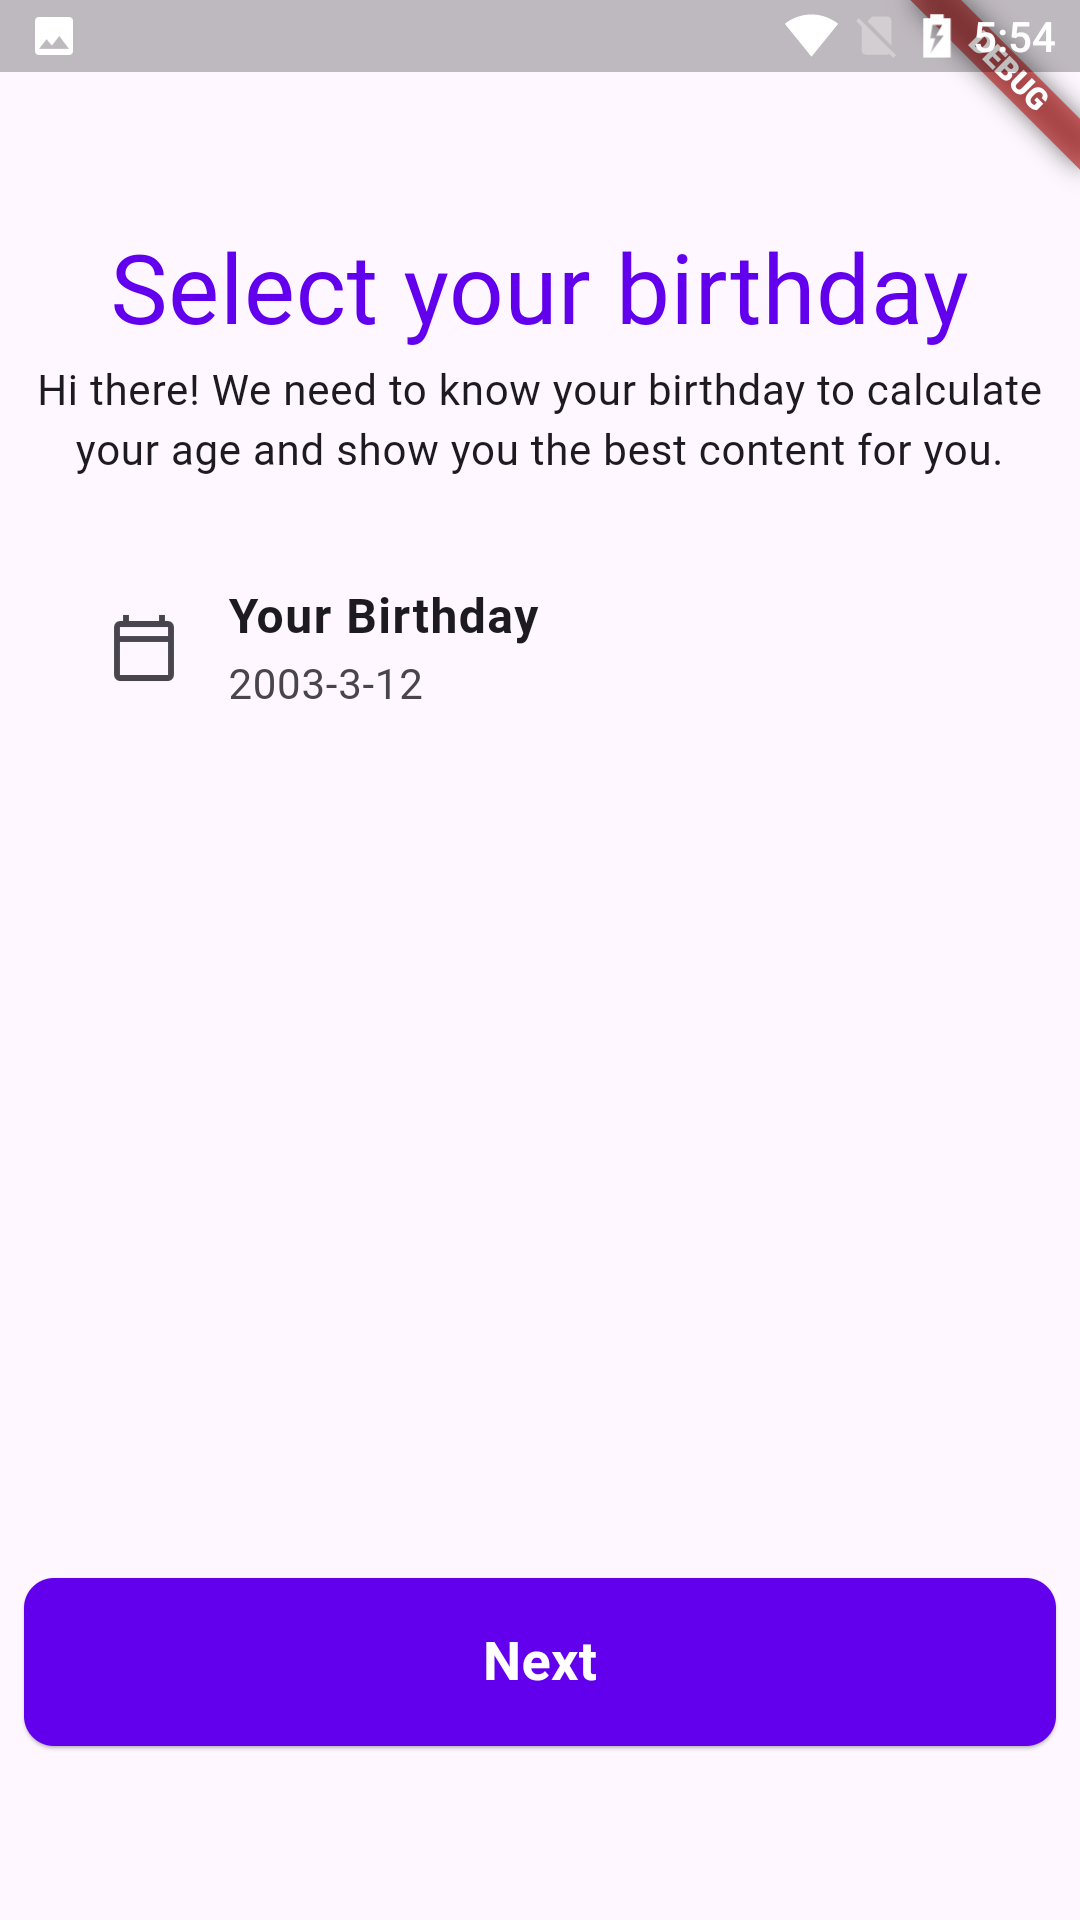 5:54
DEBUG
Select your birthday
Hi there! We need to know your birthday to calculate
your age and show you the best content for you.
Your Birthday
2003-3-12
Next